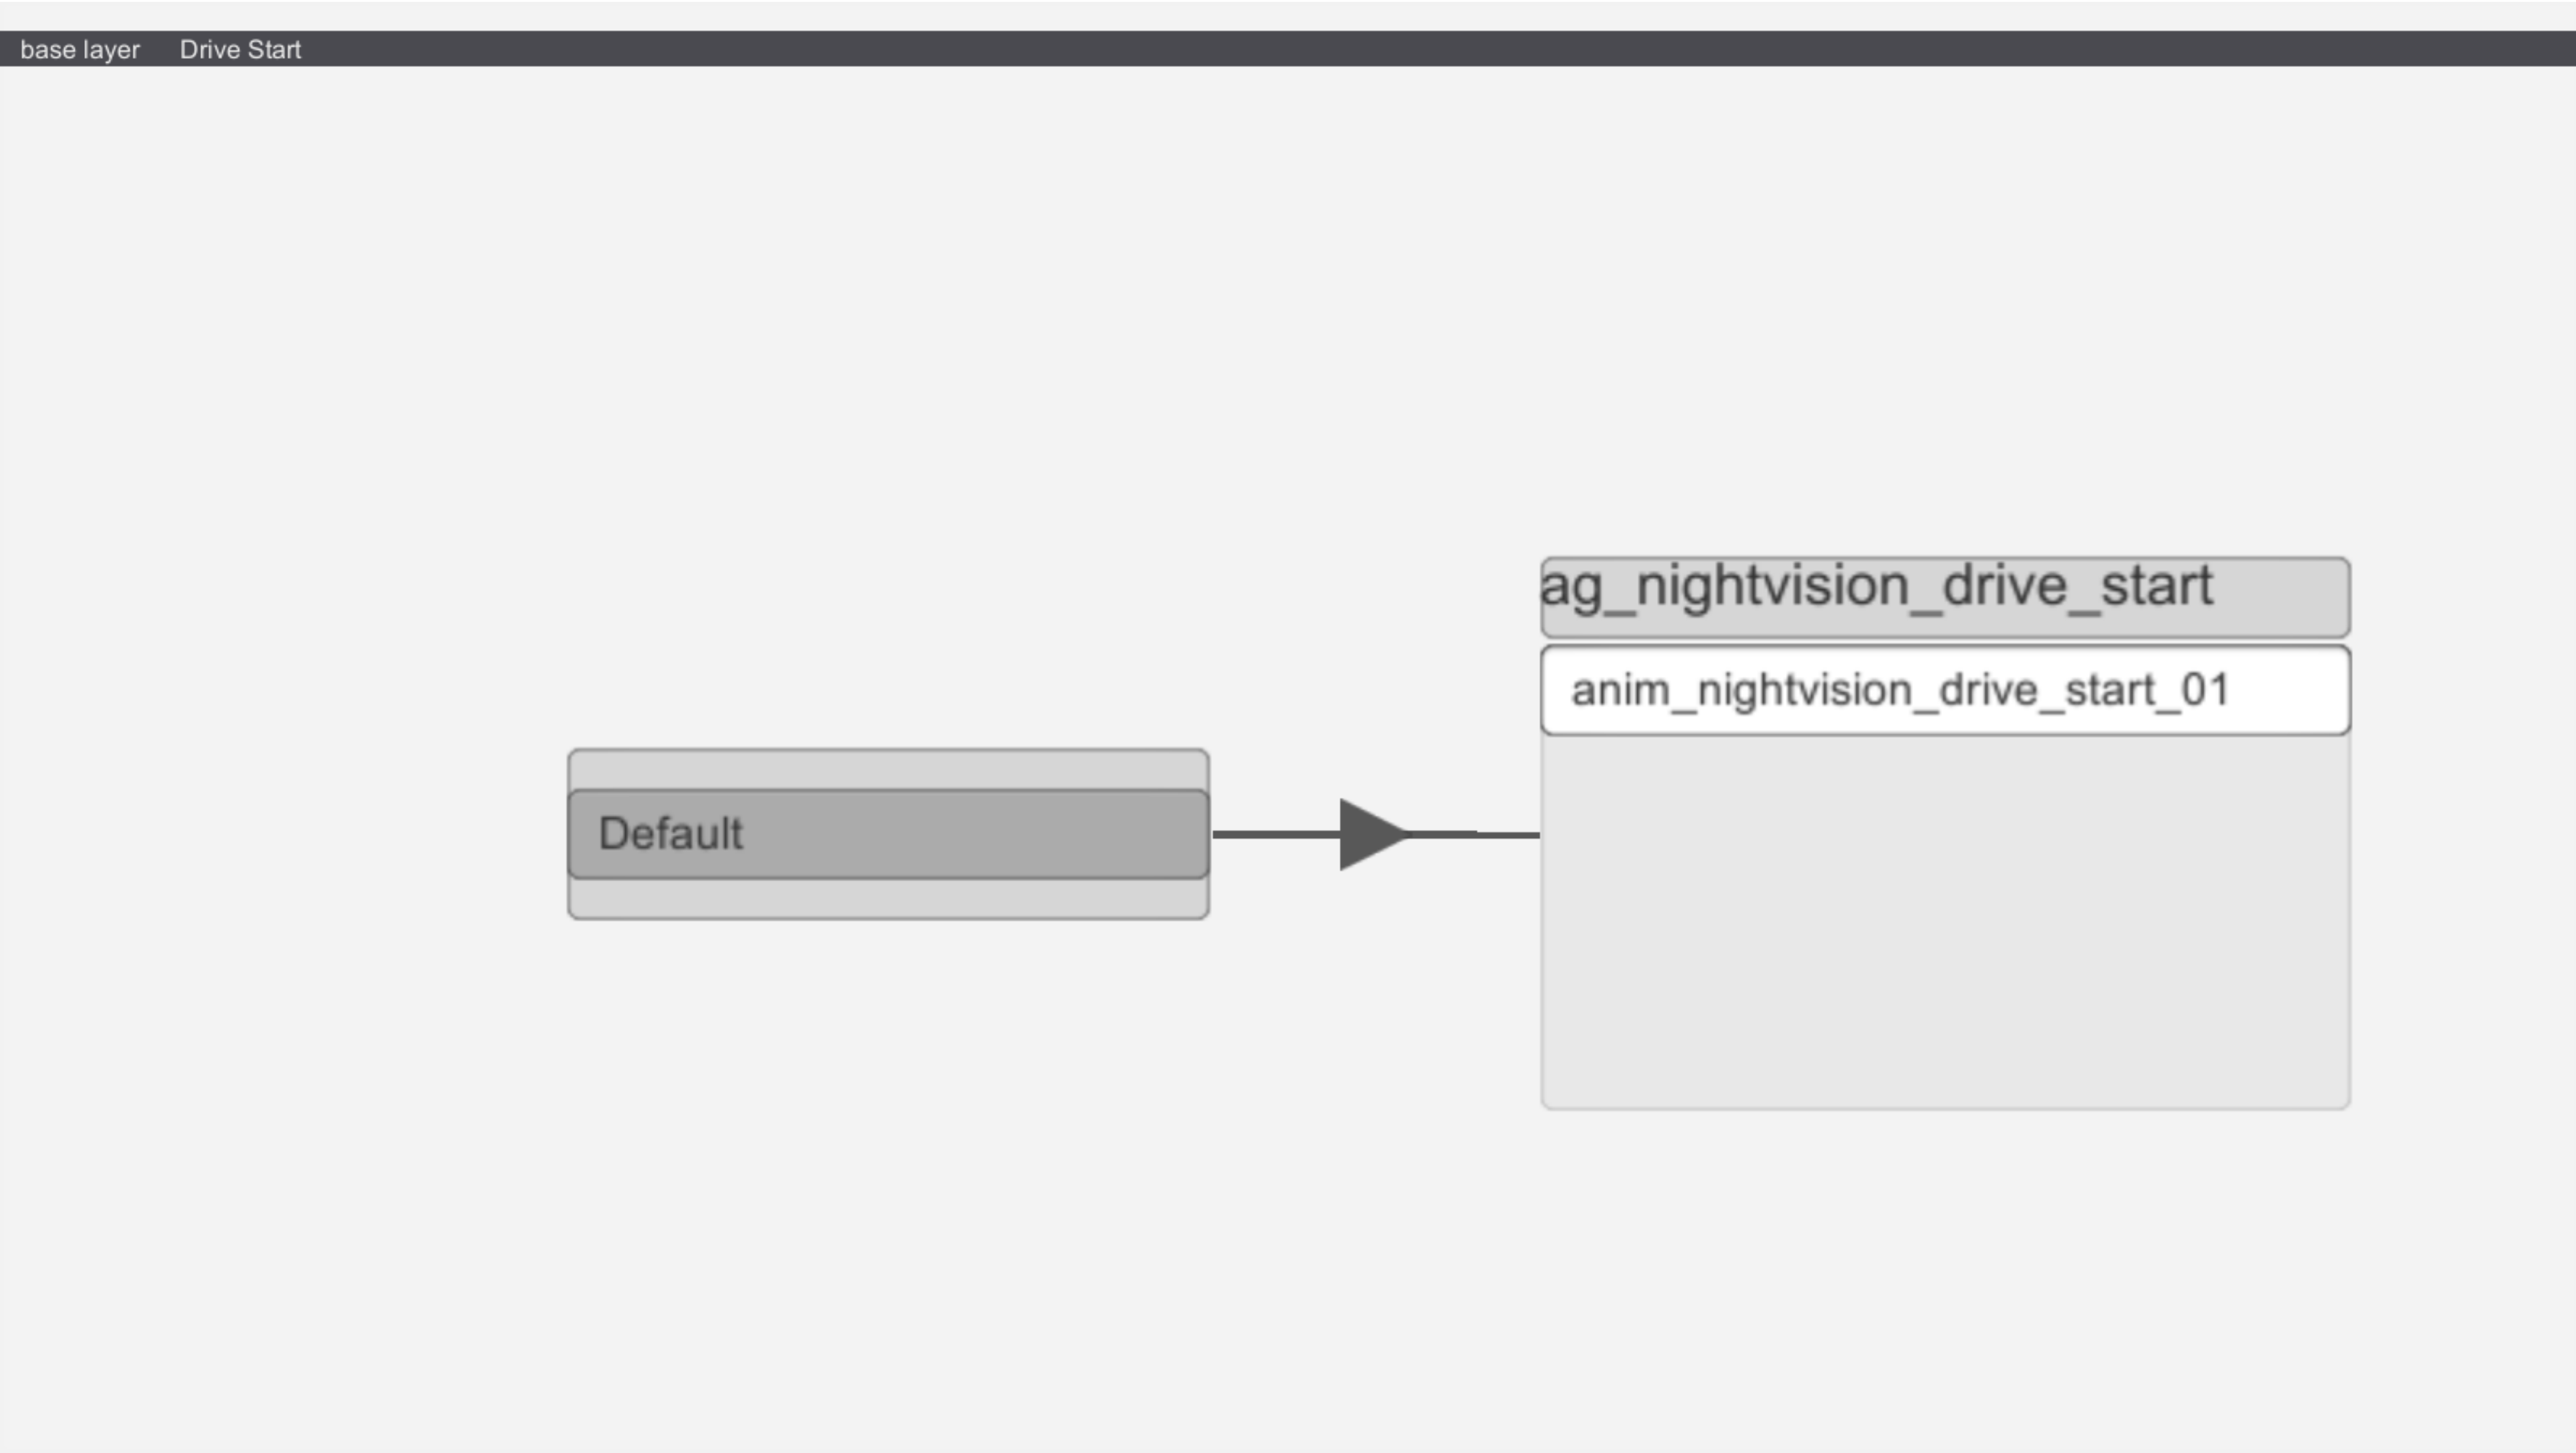 base layer Drive Start
ag_nightvision_drive_start
anim_nightvision_drive_start_01
Default